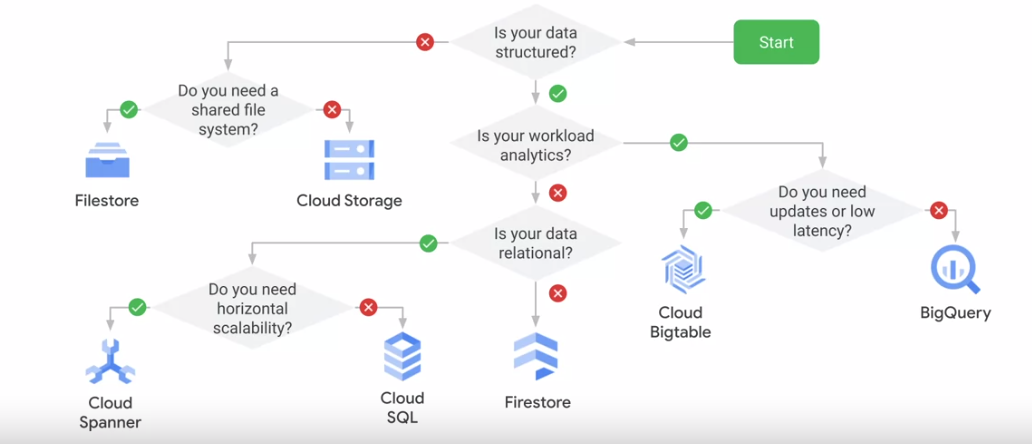 Start
Is your data
structured?
Do you need a
shared file
system?
Filestore
Cloud Storage
Is your workload
analytics?
Do you need
updates or low
latency?
Cloud
Bigtable
BigQuery
Is your data
relational?
Do you need
horizontal
scalability?
Cloud
Spanner
Cloud
SQL
Firestore